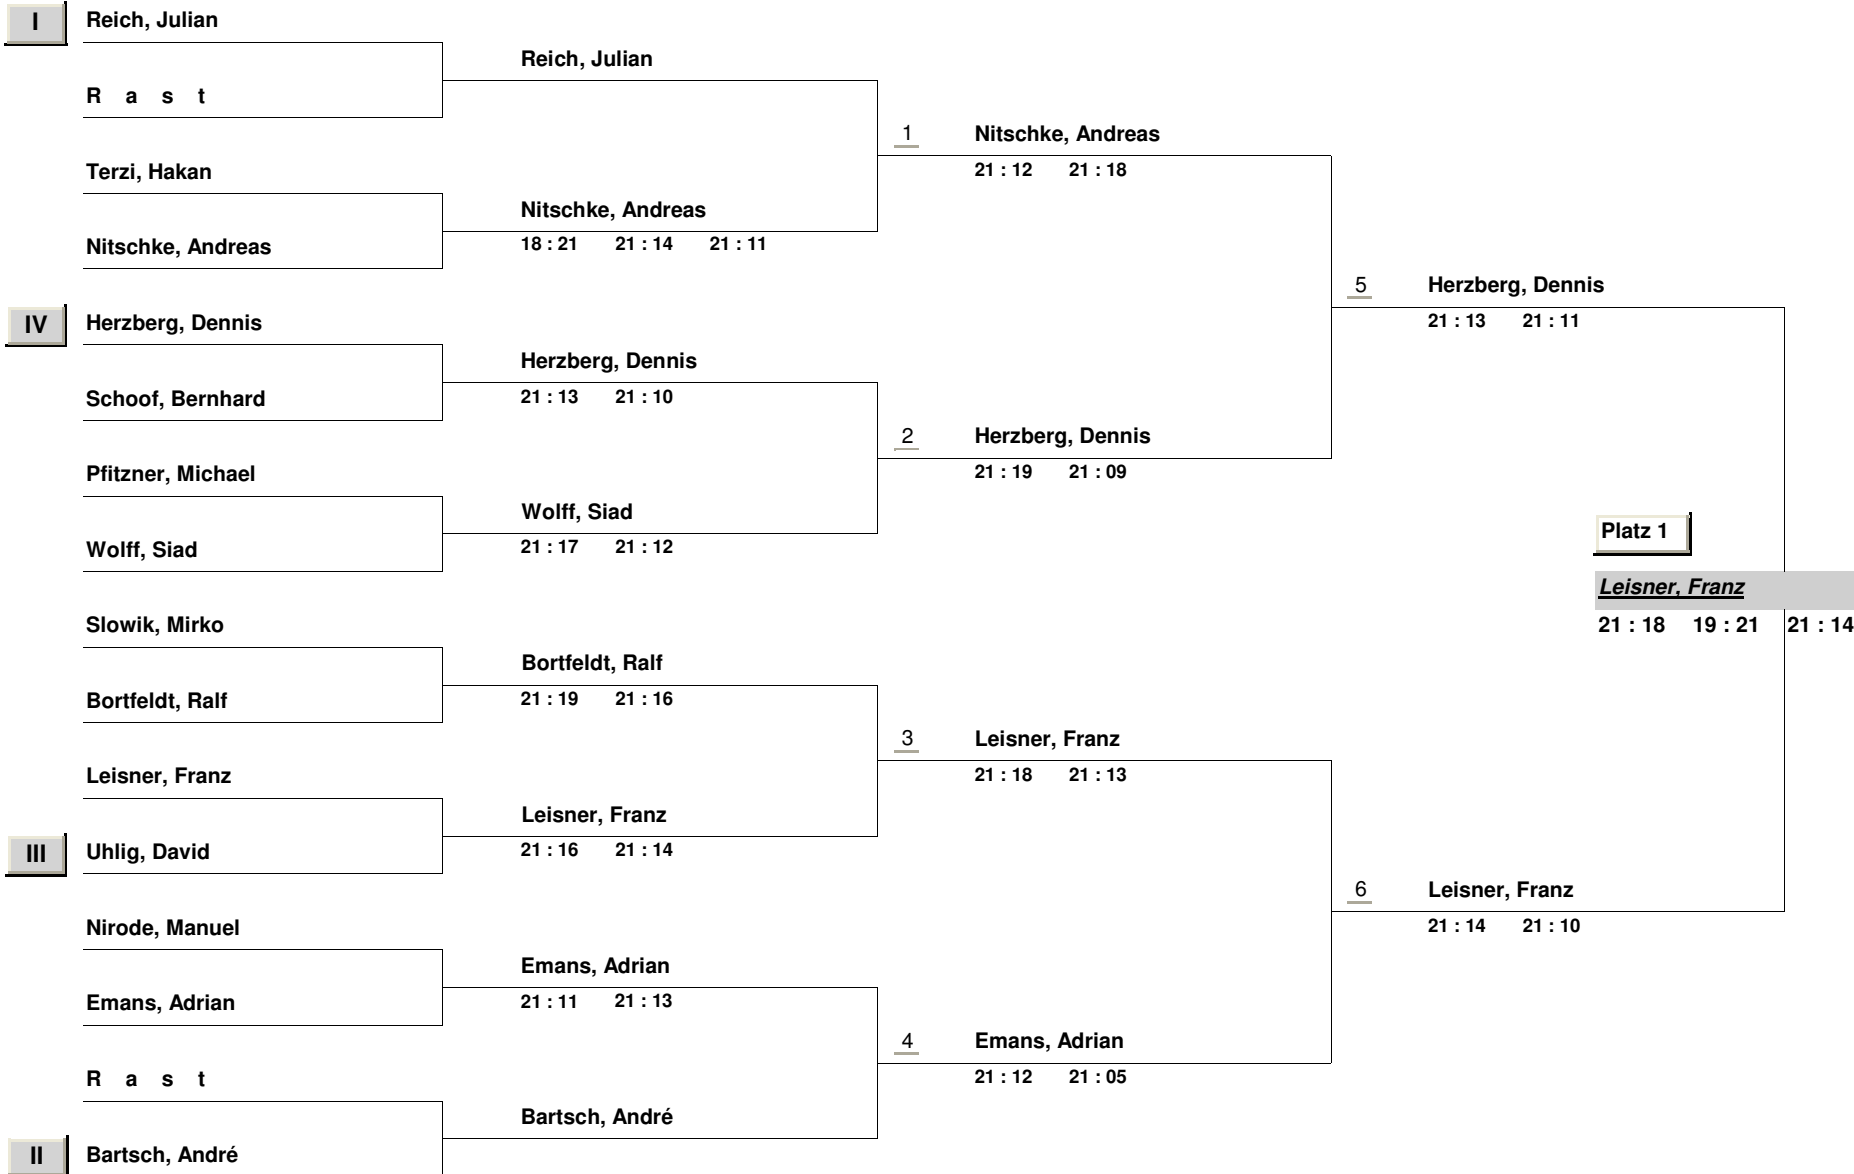 I Reich, Julian
Reich, Julian
R a s t
1 Nitschke, Andreas
Terzi, Hakan
21 : 12 21 : 18
Nitschke, Andreas
Nitschke, Andreas
18 : 21 21 : 14 21 : 11
5 Herzberg, Dennis
IV Herzberg, Dennis
21 : 13 21 : 11
Herzberg, Dennis
Schoof, Bernhard
21 : 13 21 : 10
2 Herzberg, Dennis
Pfitzner, Michael
21 : 19 21 : 09
Wolff, Siad
Platz 1
Wolff, Siad
21 : 17 21 : 12
Leisner, Franz
Slowik, Mirko
21 : 18 19 : 21 21 : 14
Bortfeldt, Ralf
Bortfeldt, Ralf
21 : 19 21 : 16
3 Leisner, Franz
Leisner, Franz
21 : 18 21 : 13
Leisner, Franz
III Uhlig, David
21 : 16 21 : 14
6 Leisner, Franz
Nirode, Manuel
21 : 14 21 : 10
Emans, Adrian
Emans, Adrian
21 : 11 21 : 13
4 Emans, Adrian
R a s t
21 : 12 21 : 05
Bartsch, André
II Bartsch, André